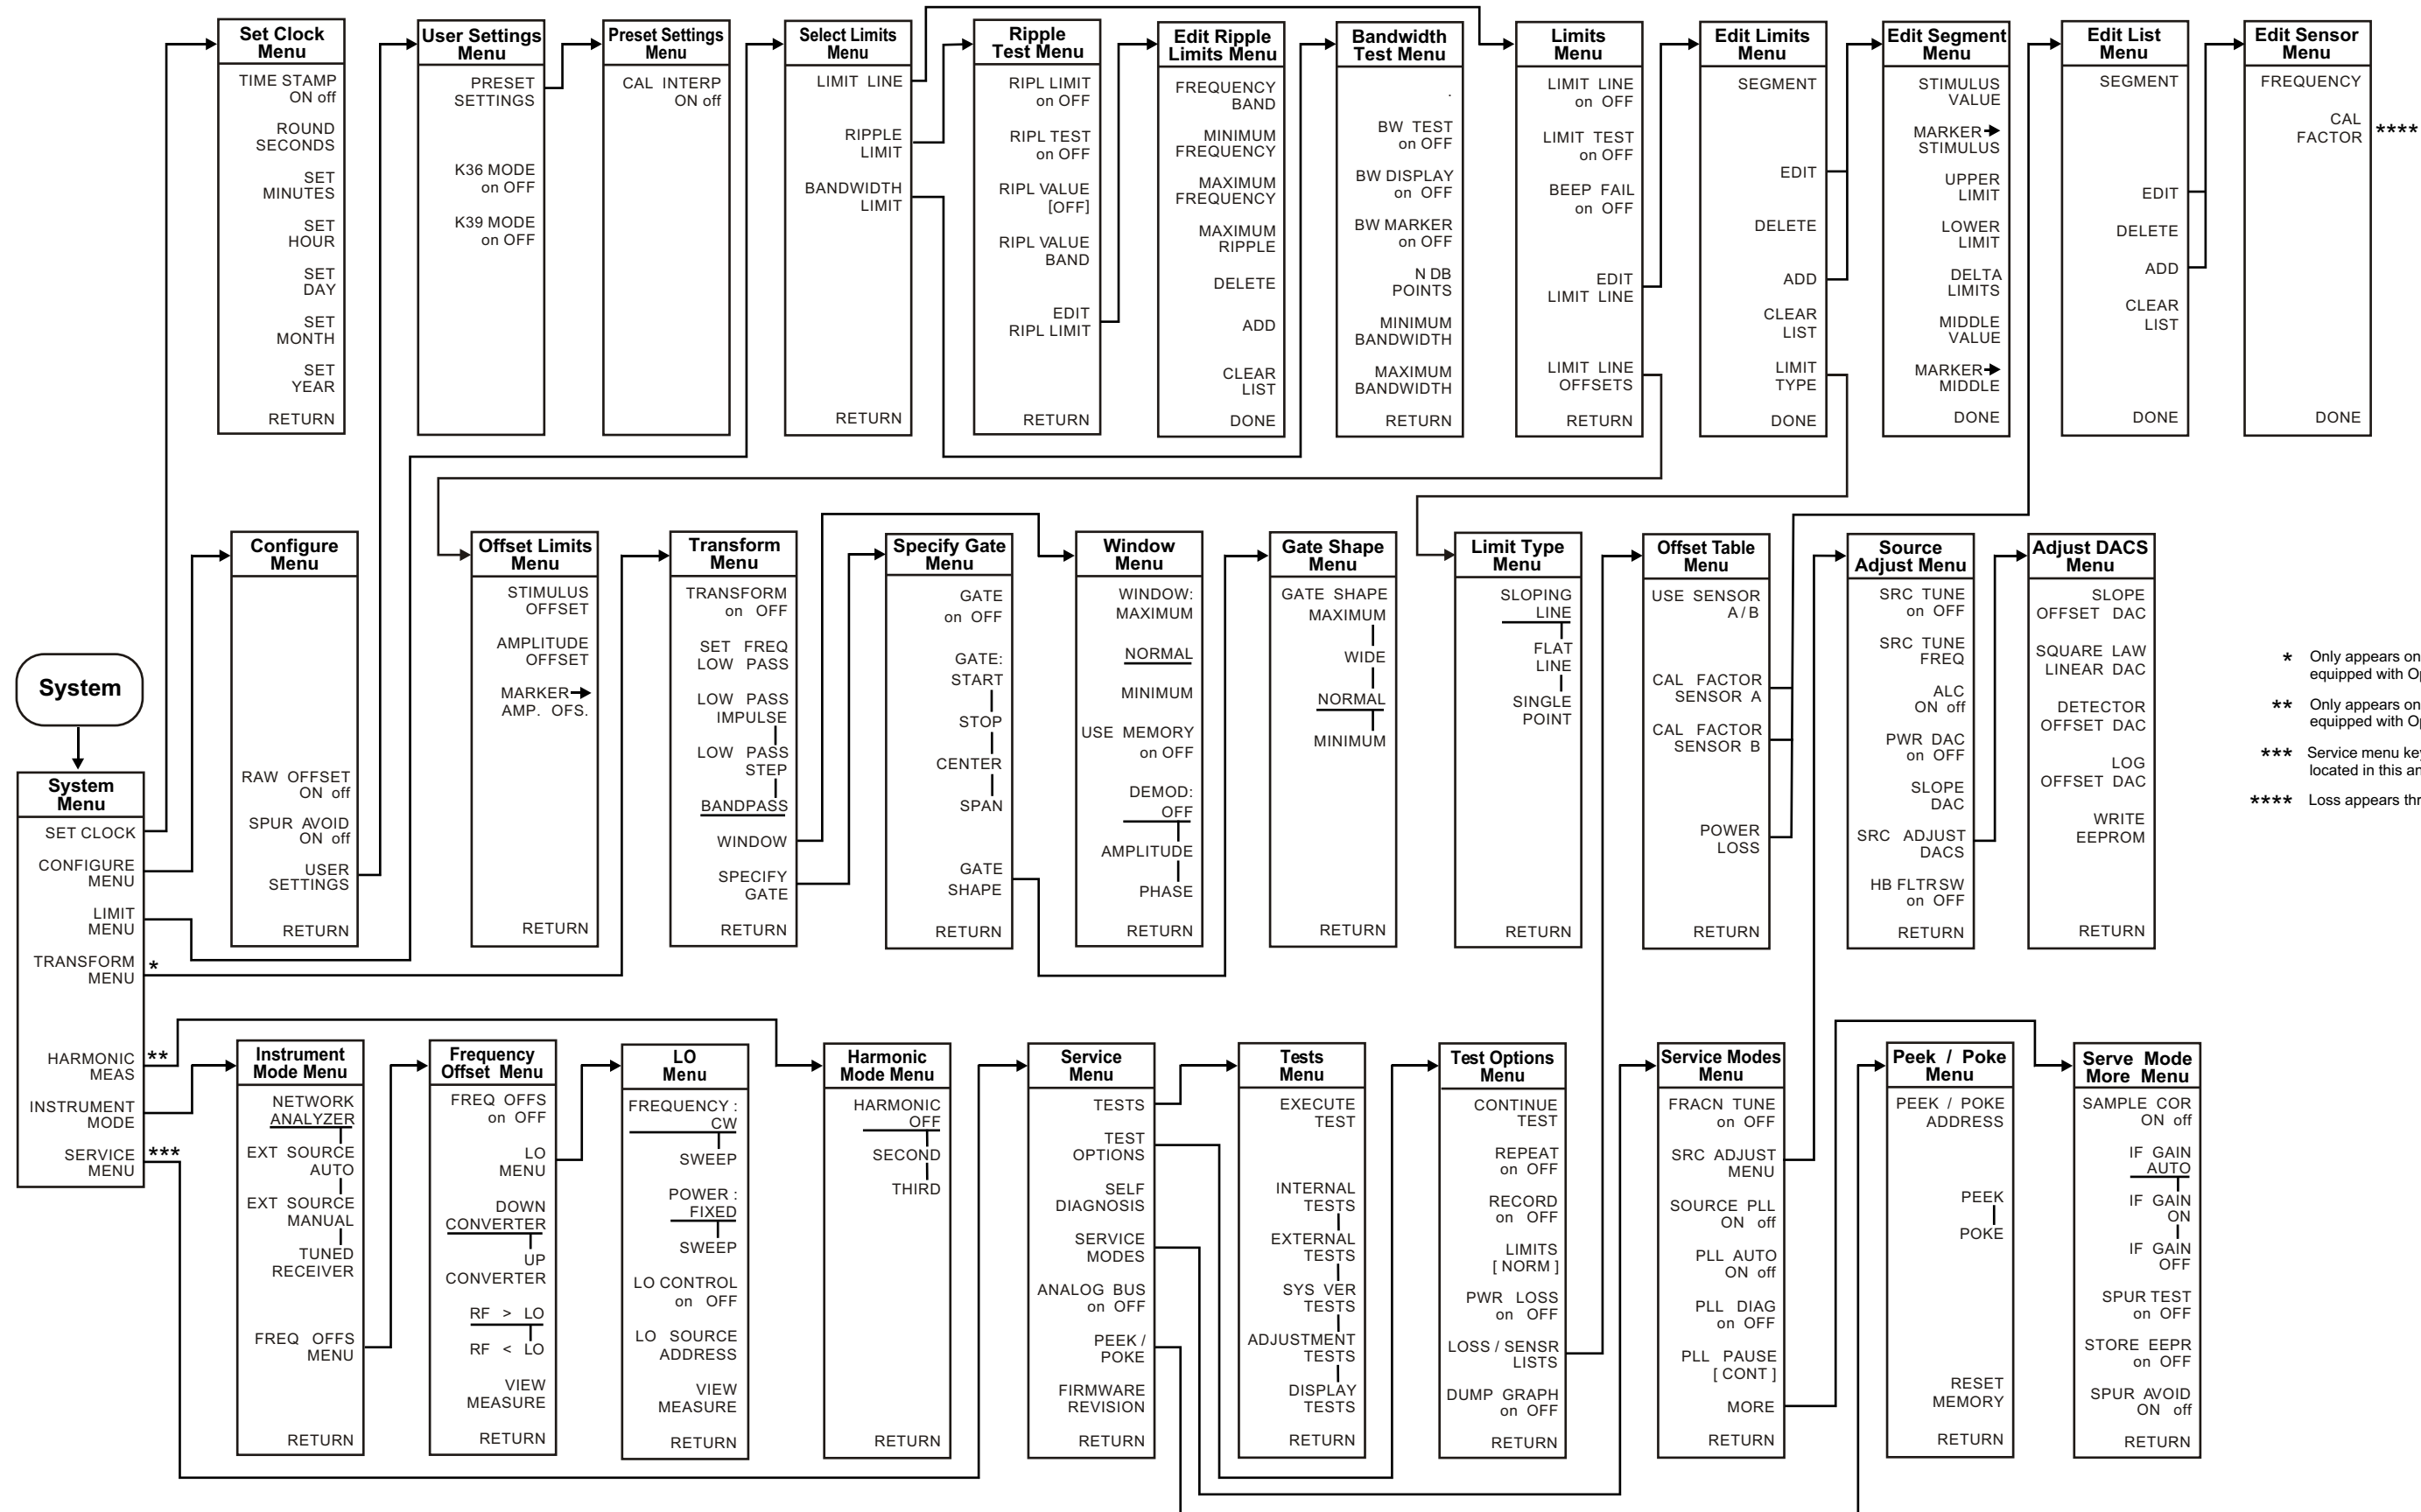 Set Clock
Menu
TIME STAMP
ON off
ROUND
SECONDS
SET
MINUTES
SET
HOUR
SET
DAY
SET
MONTH
SET
YEAR
RETURN
User Settings
Menu
PRESET
SETTINGS
K36 MODE
on OFF
K39 MODE
on OFF
Preset Settings
Menu
CAL INTERP
ON off
Select Limits
Menu
LIMIT LINE
RIPPLE
LIMIT
BANDWIDTH
LIMIT
RETURN
Ripple
Test Menu
RIPL LIMIT
on OFF
RIPL TEST
on OFF
RIPL VALUE
[OFF]
RIPL VALUE
BAND
EDIT
RIPL LIMIT
RETURN
Edit Ripple
Limits Menu
FREQUENCY
BAND
MINIMUM
FREQUENCY
MAXIMUM
FREQUENCY
MAXIMUM
RIPPLE
DELETE
ADD
CLEAR
LIST
DONE
Bandwidth
Test Menu
.
BW TEST
on OFF
BW DISPLAY
on OFF
BW MARKER
on OFF
N DB
POINTS
MINIMUM
BANDWIDTH
MAXIMUM
BANDWIDTH
RETURN
Limits
Menu
LIMIT LINE
on OFF
LIMIT TEST
on OFF
BEEP FAIL
on OFF
EDIT
LIMIT LINE
LIMIT LINE
OFFSETS
RETURN
Edit Limits
Menu
SEGMENT
EDIT
DELETE
ADD
CLEAR
LIST
LIMIT
TYPE
DONE
Edit Segment
Menu
STIMULUS
VALUE
MARKER➔
STIMULUS
UPPER
LIMIT
LOWER
LIMIT
DELTA
LIMITS
MIDDLE
VALUE
MARKER➔
MIDDLE
DONE
Edit List
Menu
SEGMENT
EDIT
DELETE
ADD
CLEAR
LIST
DONE
Edit Sensor
Menu
FREQUENCY
CAL
FACTOR ****
DONE
System
System
Menu
SET CLOCK
CONFIGURE
MENU
LIMIT
MENU
TRANSFORM
MENU *
HARMONIC **
MEAS
INSTRUMENT
MODE
SERVICE ***
MENU
Configure
Menu
RAW OFFSET
ON off
SPUR AVOID
ON off
USER
SETTINGS
RETURN
Offset Limits
Menu
STIMULUS
OFFSET
AMPLITUDE
OFFSET
MARKER➔
AMP. OFS.
RETURN
Transform
Menu
TRANSFORM
on OFF
SET FREQ
LOW PASS
LOW PASS
IMPULSE
LOW PASS
STEP
BANDPASS
WINDOW
SPECIFY
GATE
RETURN
Specify Gate
Menu
GATE
on OFF
GATE:
START
STOP
CENTER
SPAN
GATE
SHAPE
RETURN
Window
Menu
WINDOW:
MAXIMUM
NORMAL
MINIMUM
USE MEMORY
on OFF
DEMOD:
OFF
AMPLITUDE
PHASE
RETURN
Gate Shape
Menu
GATE SHAPE
MAXIMUM
WIDE
NORMAL
MINIMUM
RETURN
Limit Type
Menu
SLOPING
LINE
FLAT
LINE
SINGLE
POINT
RETURN
Offset Table
Menu
USE SENSOR
A / B
CAL FACTOR
SENSOR A
CAL FACTOR
SENSOR B
POWER
LOSS
RETURN
Source
Adjust Menu
SRC TUNE
on OFF
SRC TUNE
FREQ
ALC
ON off
PWR DAC
on OFF
SLOPE
DAC
SRC ADJUST
DACS
HB FLTR SW
on OFF
RETURN
Adjust DACS
Menu
SLOPE
OFFSET DAC
SQUARE LAW
LINEAR DAC
DETECTOR
OFFSET DAC
LOG
OFFSET DAC
WRITE
EEPROM
RETURN
* Only appears on
equipped with Op
** Only appears on
equipped with Op
*** Service menu key
located in this an
**** Loss appears thr
Instrument
Mode Menu
NETWORK
ANALYZER
EXT SOURCE
AUTO
EXT SOURCE
MANUAL
TUNED
RECEIVER
FREQ OFFS
MENU
RETURN
Frequency
Offset Menu
FREQ OFFS
on OFF
LO
MENU
DOWN
CONVERTER
UP
CONVERTER
RF > LO
RF < LO
VIEW
MEASURE
RETURN
LO
Menu
FREQUENCY :
CW
SWEEP
POWER :
FIXED
SWEEP
LO CONTROL
on OFF
LO SOURCE
ADDRESS
VIEW
MEASURE
RETURN
Harmonic
Mode Menu
HARMONIC
OFF
SECOND
THIRD
RETURN
Service
Menu
TESTS
TEST
OPTIONS
SELF
DIAGNOSIS
SERVICE
MODES
ANALOG BUS
on OFF
PEEK /
POKE
FIRMWARE
REVISION
RETURN
Tests
Menu
EXECUTE
TEST
INTERNAL
TESTS
EXTERNAL
TESTS
SYS VER
TESTS
ADJUSTMENT
TESTS
DISPLAY
TESTS
RETURN
Test Options
Menu
CONTINUE
TEST
REPEAT
on OFF
RECORD
on OFF
LIMITS
[ NORM ]
PWR LOSS
on OFF
LOSS / SENSR
LISTS
DUMP GRAPH
on OFF
RETURN
Service Modes
Menu
FRACN TUNE
on OFF
SRC ADJUST
MENU
SOURCE PLL
ON off
PLL AUTO
ON off
PLL DIAG
on OFF
PLL PAUSE
[ CONT ]
MORE
RETURN
Peek / Poke
Menu
PEEK / POKE
ADDRESS
PEEK
POKE
RESET
MEMORY
RETURN
Serve Mode
More Menu
SAMPLE COR
ON off
IF GAIN
AUTO
IF GAIN
ON
IF GAIN
OFF
SPUR TEST
on OFF
STORE EEPR
on OFF
SPUR AVOID
ON off
RETURN